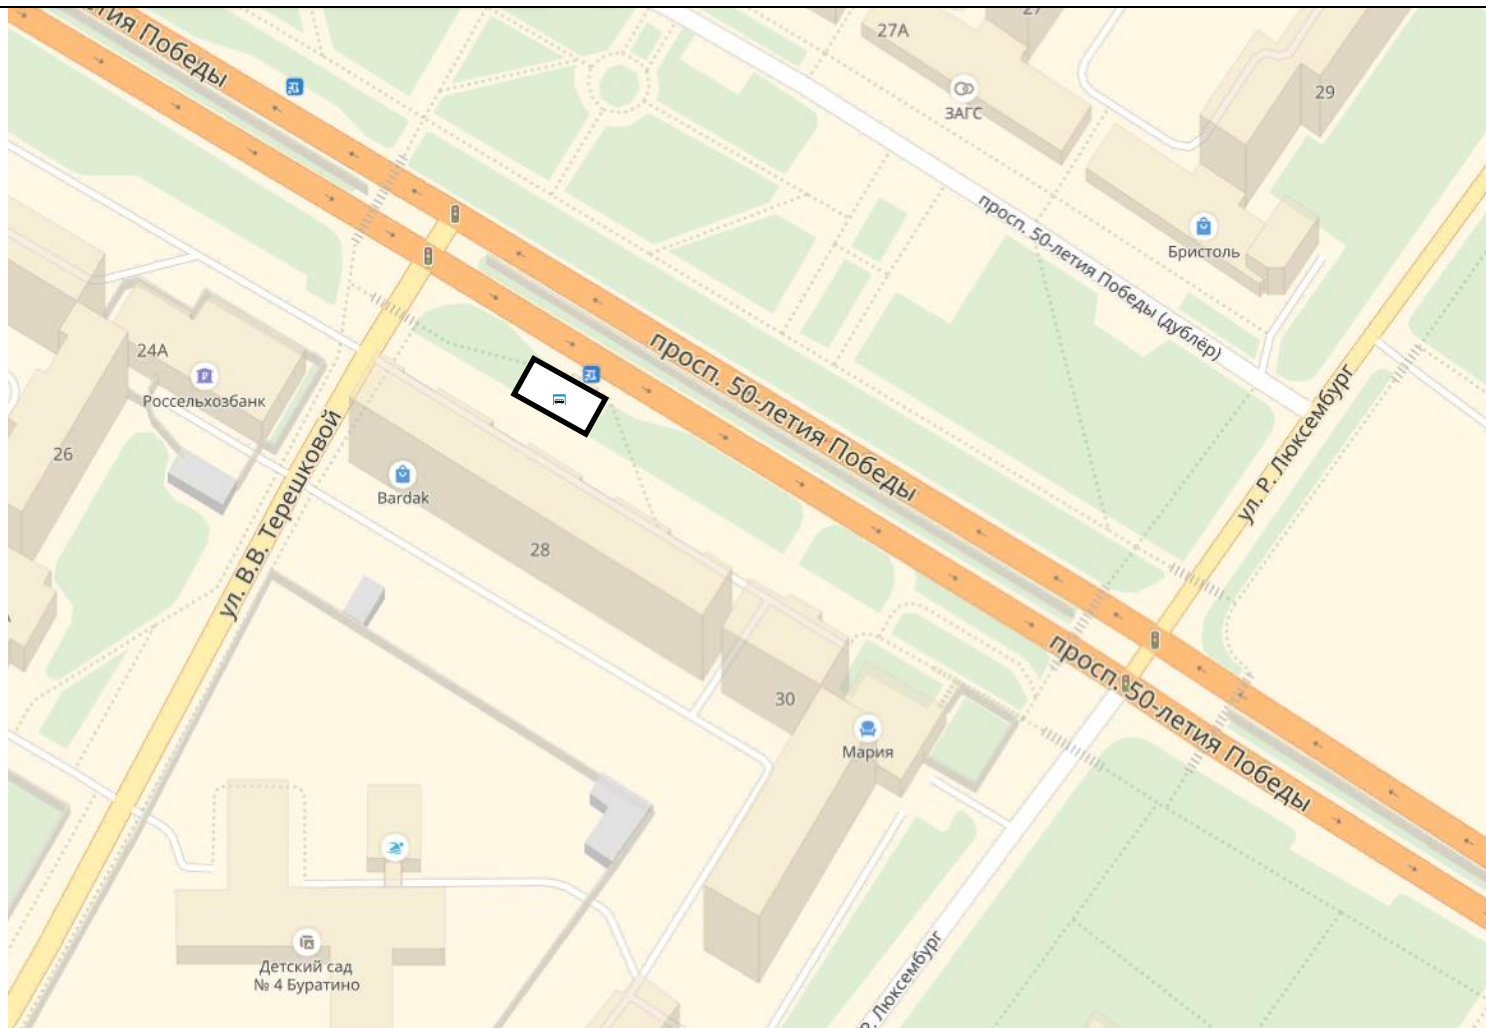 27А
27
тия Победы
29
ЗАГС
просп. 50-летия Победы (дублёр)
Бристоль
24А
Россельхозбанк
просп. 50-летия Победы
ул. Р. Люксембург
26
Bardak
ул. В.В. Терешковой
28
просп. 50-летия Победы
30
Мария
Детский сад
№ 4 Буратино
Р. Люксембург